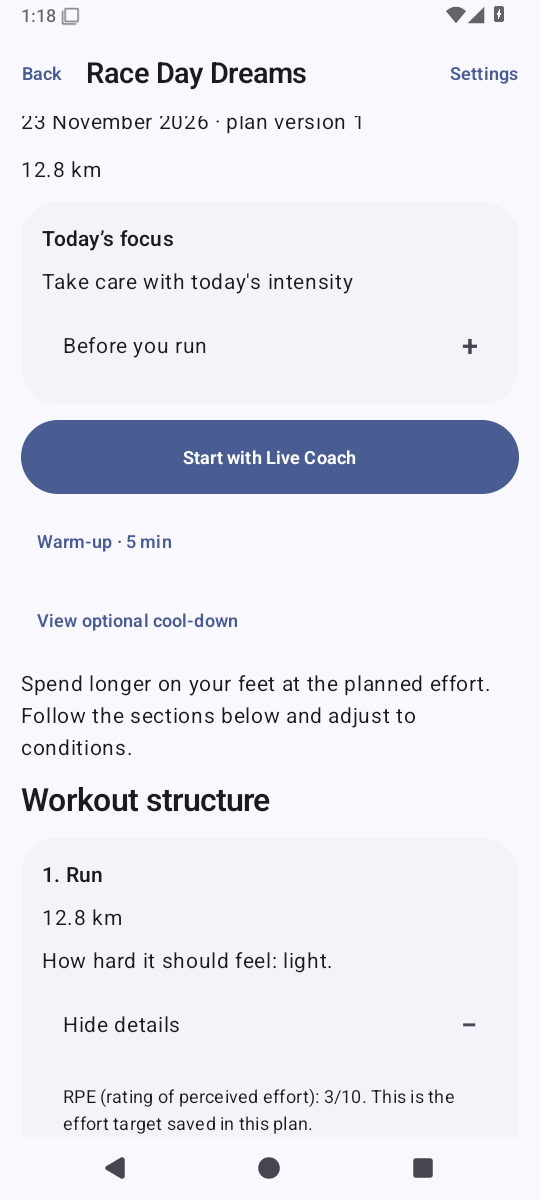 1:18
Back
Race Day Dreams
Settings
23 November 2026 · plan version 1
12.8 km
Today’s focus
Take care with today's intensity
Before you run
+
Start with Live Coach
Warm-up · 5 min
View optional cool-down
Spend longer on your feet at the planned effort.
Follow the sections below and adjust to
conditions.
Workout structure
1. Run
12.8 km
How hard it should feel: light.
Hide details
−
RPE (rating of perceived effort): 3/10. This is the
effort target saved in this plan.